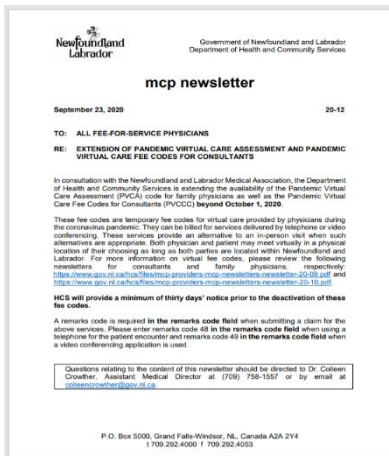 Newfoundland
Labrador
Government of Newfoundland and Labrador
Department of Health and Community Services
mcp newsletter
September 23, 2020 20-12
TO: ALL FEE-FOR-SERVICE PHYSICIANS
RE: EXTENSION OF PANDEMIC VIRTUAL CARE ASSESSMENT AND PANDEMIC
VIRTUAL CARE FEE CODES FOR CONSULTANTS
In consultation with the Newfoundland and Labrador Medical Association, the Department
of Health and Community Services is extending the availability of the Pandemic Virtual
Care Assessment (PVCA) code for family physicians as well as the Pandemic Virtual
Care Fee Codes for Consultants (PVCCC) beyond October 1, 2020.
These fee codes are temporary fee codes for virtual care provided by physicians during
the coronavirus pandemic. They can be billed for services delivered by telephone or video
conferencing. These services provide an alternative to an in-person visit when such
alternatives are appropriate. Both physician and patient may meet virtually in a physical
location of their choosing as long as both parties are located within Newfoundland and
Labrador. For more information on virtual fee codes, please review the following
newsletters for consultants and family physicians, respectively:
https://www.gov.nl.ca/hcs/files/mcp-providers-mcp-newsletters-newsletter-20-09.pdf and
https://www.gov.nl.ca/hcs/files/mcp-providers-mcp-newsletters-newsletter-20-10.pdf.
HCS will provide a minimum of thirty days' notice prior to the deactivation of these
fee codes.
A remarks code is required in the remarks code field when submitting a claim for the
above services. Please enter remarks code 48 in the remarks code field when using a
telephone for the patient encounter and remarks code 49 in the remarks code field when
a video conferencing application is used.
Questions relating to the content of this newsletter should be directed to Dr. Colleen
Crowther, Assistant Medical Director at (709) 758-1557 or by email at
colleencrowther@gov.nl.ca.
P.O. Box 5000, Grand Falls-Windsor, NL, Canada A2A 2Y4
t 709.292.4000 f 709.292.4053